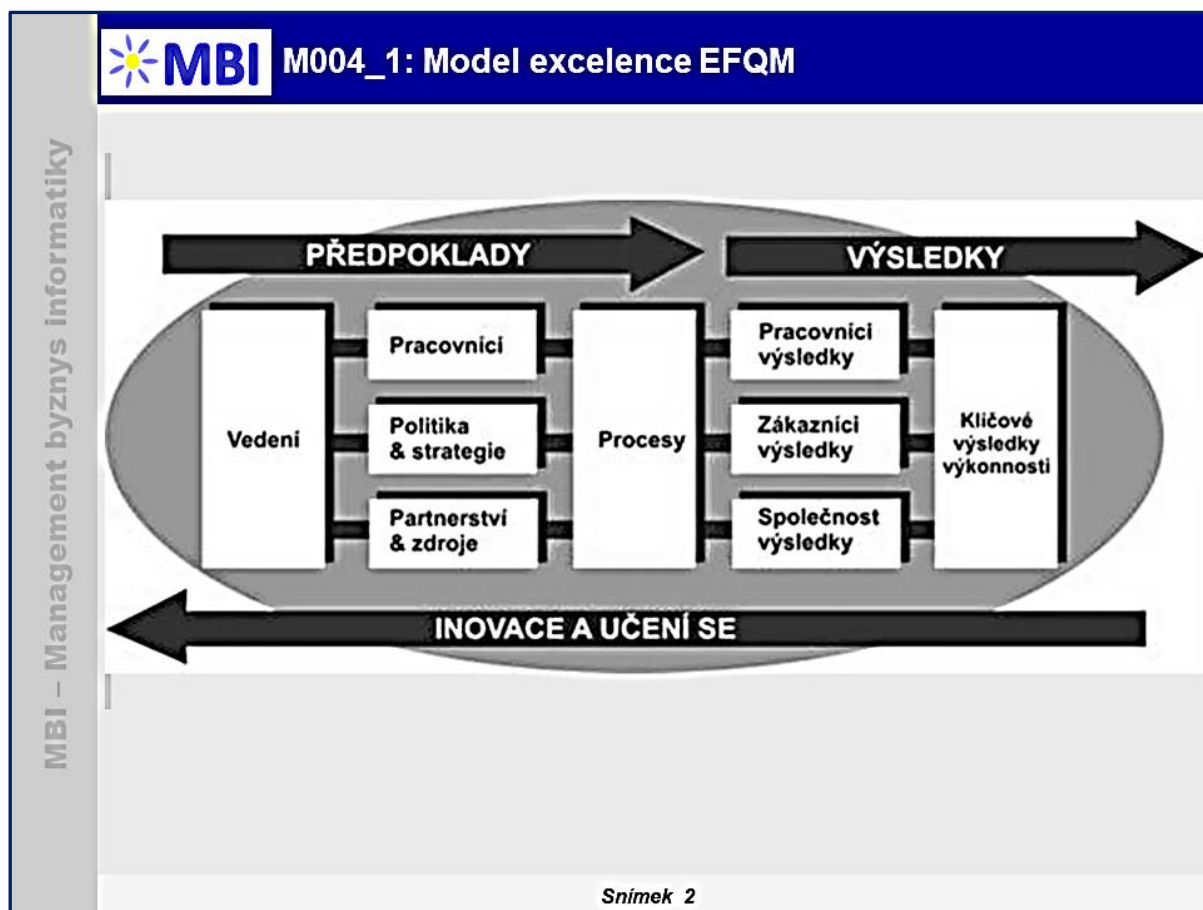 MBI
M004_1: Model excelence EFQM
MBI – Management byznys informatiky
PŘEDPOKLADY
VÝSLEDKY
Vedení
Pracovníci
Politika
& strategie
Partnerství
& zdroje
Procesy
Pracovníci
výsledky
Zákazníci
výsledky
Společnost
výsledky
Klíčové
výsledky
výkonnosti
INOVACE A UČENÍ SE
Snímek 2